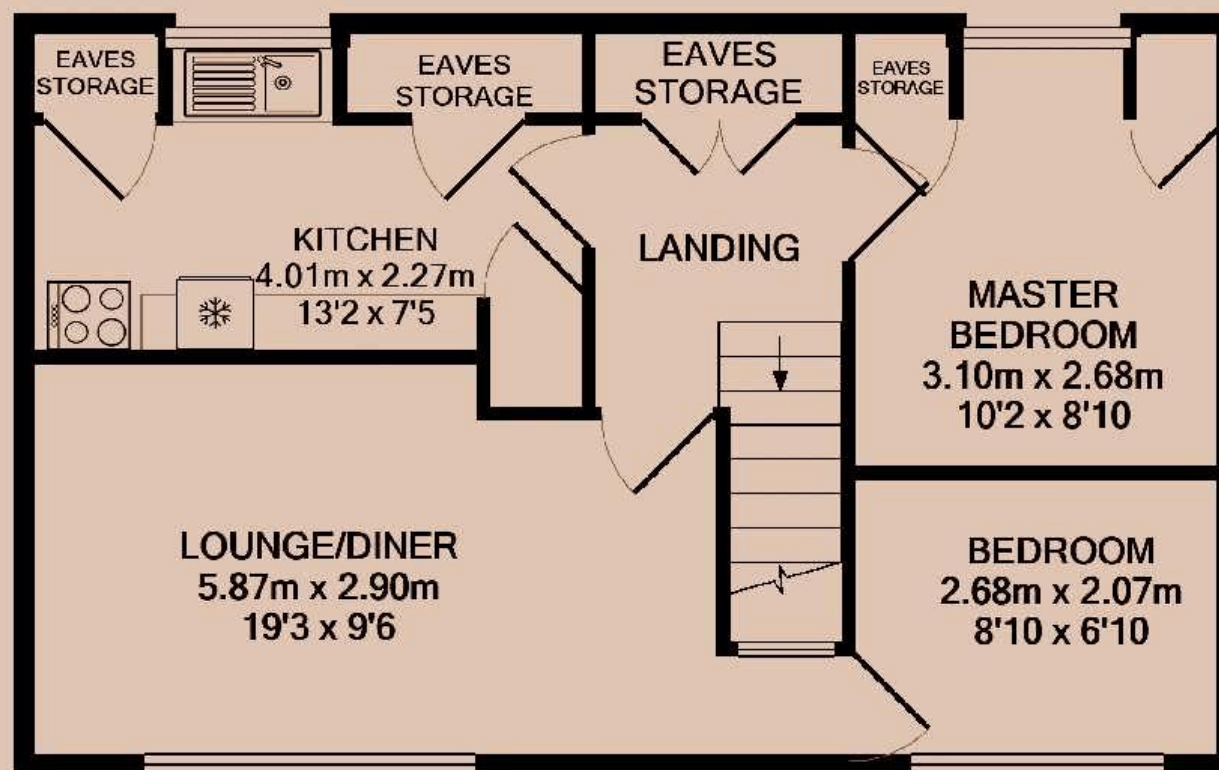 EAVES
STORAGE
EAVES
STORAGE
EAVES
STORAGE
EAVES
STORAGE
KITCHEN
4.01m x 2.27m
13'2 x 7'5
LANDING
MASTER
BEDROOM
3.10m x 2.68m
10'2 x 8'10
LOUNGE/DINER
5.87m x 2.90m
19'3 x 9'6
BEDROOM
2.68m x 2.07m
8'10 x 6'10